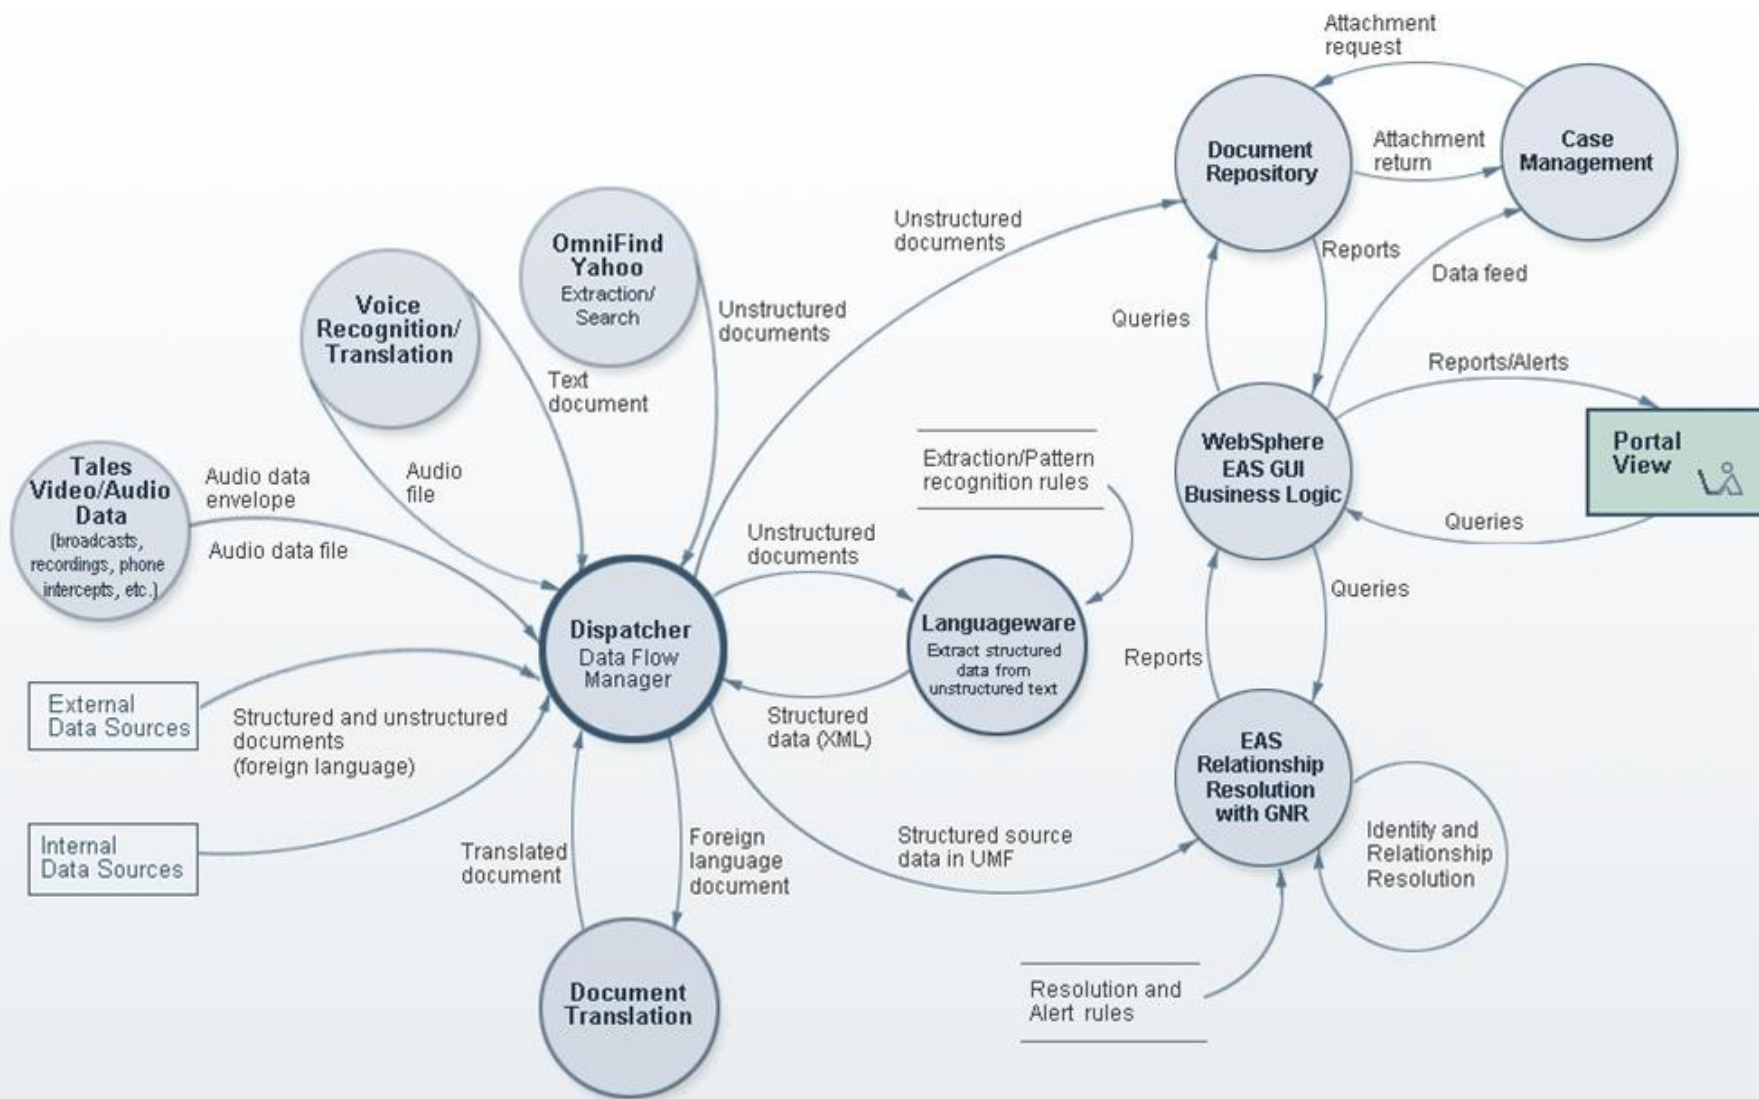 Attachment
request
Document
Repository
Attachment
return
Case
Management
Unstructured
documents
Reports
Data feed
Queries
OmniFind
Yahoo
Extraction/
Search
Unstructured
documents
Voice
Recognition/
Translation
Text
document
Reports/Alerts
Portal
View
WebSphere
EAS GUI
Business Logic
Queries
Extraction/Pattern
recognition rules
Tales
Video/Audio
Data
(broadcasts,
recordings, phone
intercepts, etc.)
Audio data
envelope
Audio data file
Audio
file
Unstructured
documents
Queries
Dispatcher
Data Flow
Manager
Languageware
Extract structured
data from
unstructured text
Reports
External
Data Sources
Structured and unstructured
documents
(foreign language)
Structured
data (XML)
EAS
Relationship
Resolution
with GNR
Internal
Data Sources
Translated
document
Foreign
language
document
Structured source
data in UMF
Identity and
Relationship
Resolution
Document
Translation
Resolution and
Alert rules